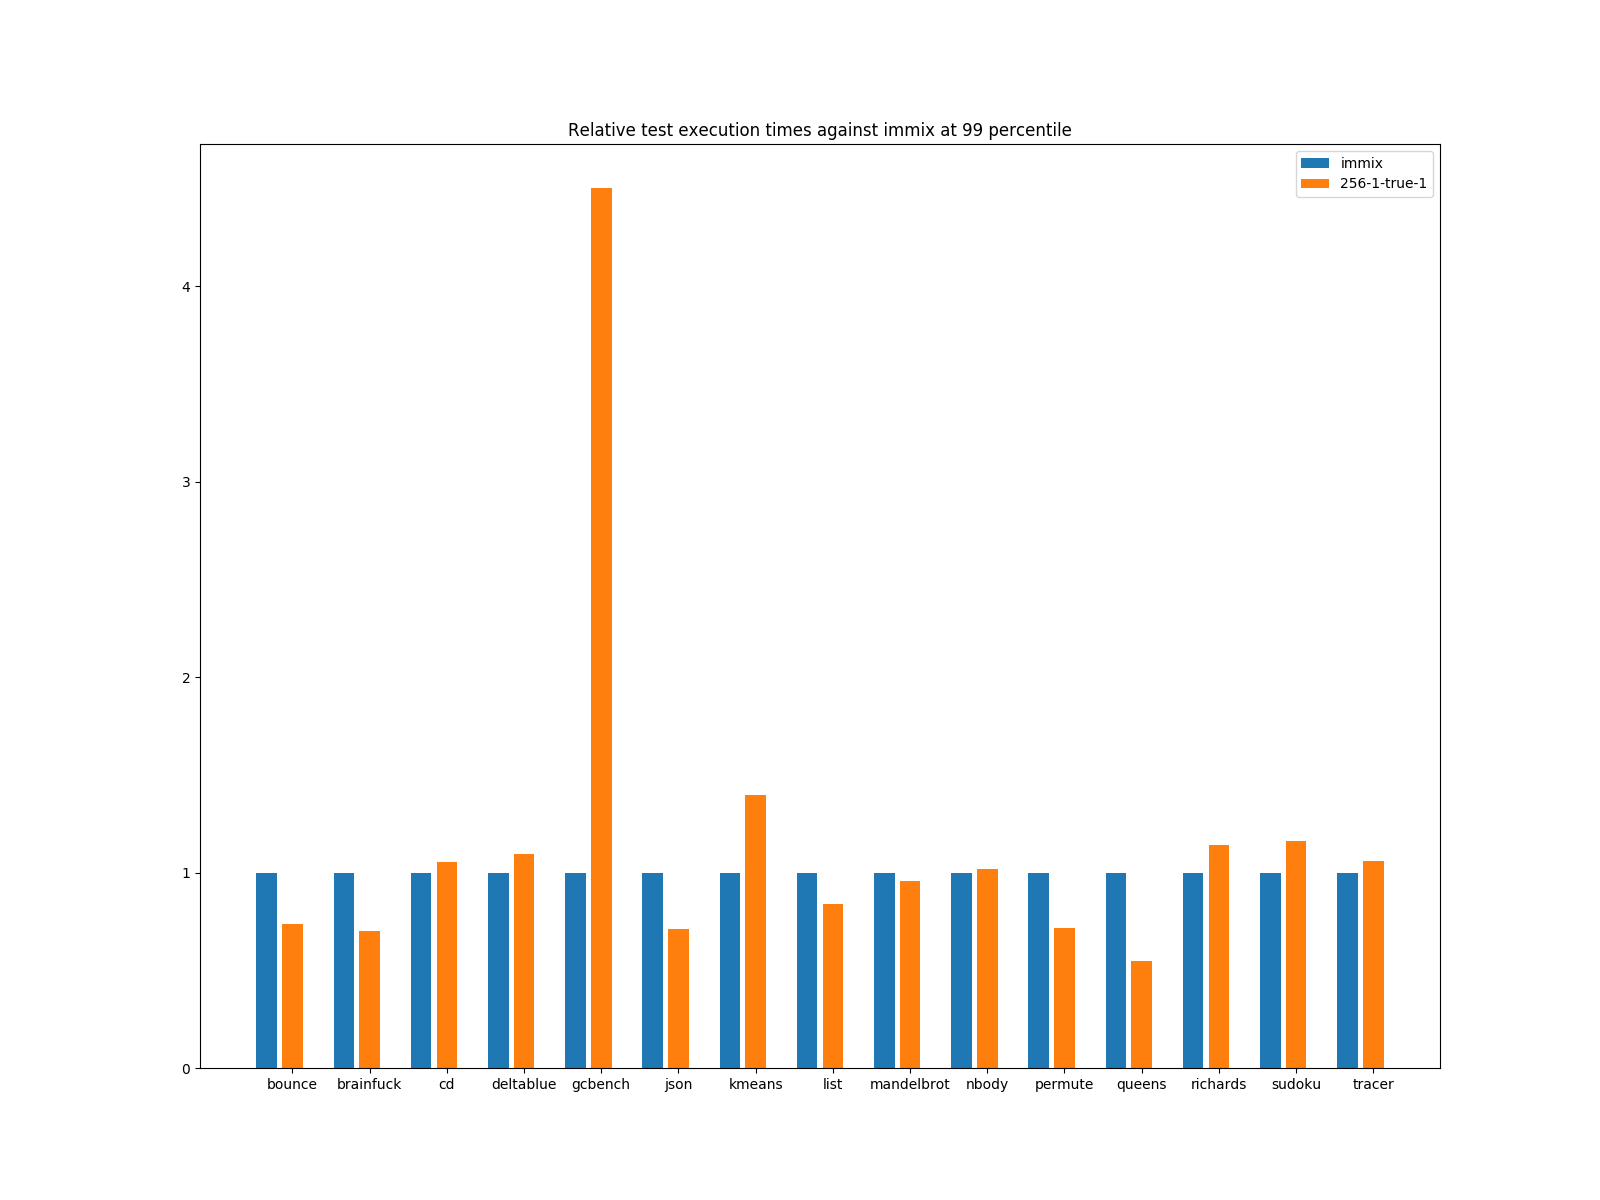 Relative test execution times against immix at 99 percentile
immix
256-1-true-1
4
3
2
1
0
bounce brainfuck cd deltablue gcbench json kmeans list mandelbrot nbody permute queens richards sudoku tracer